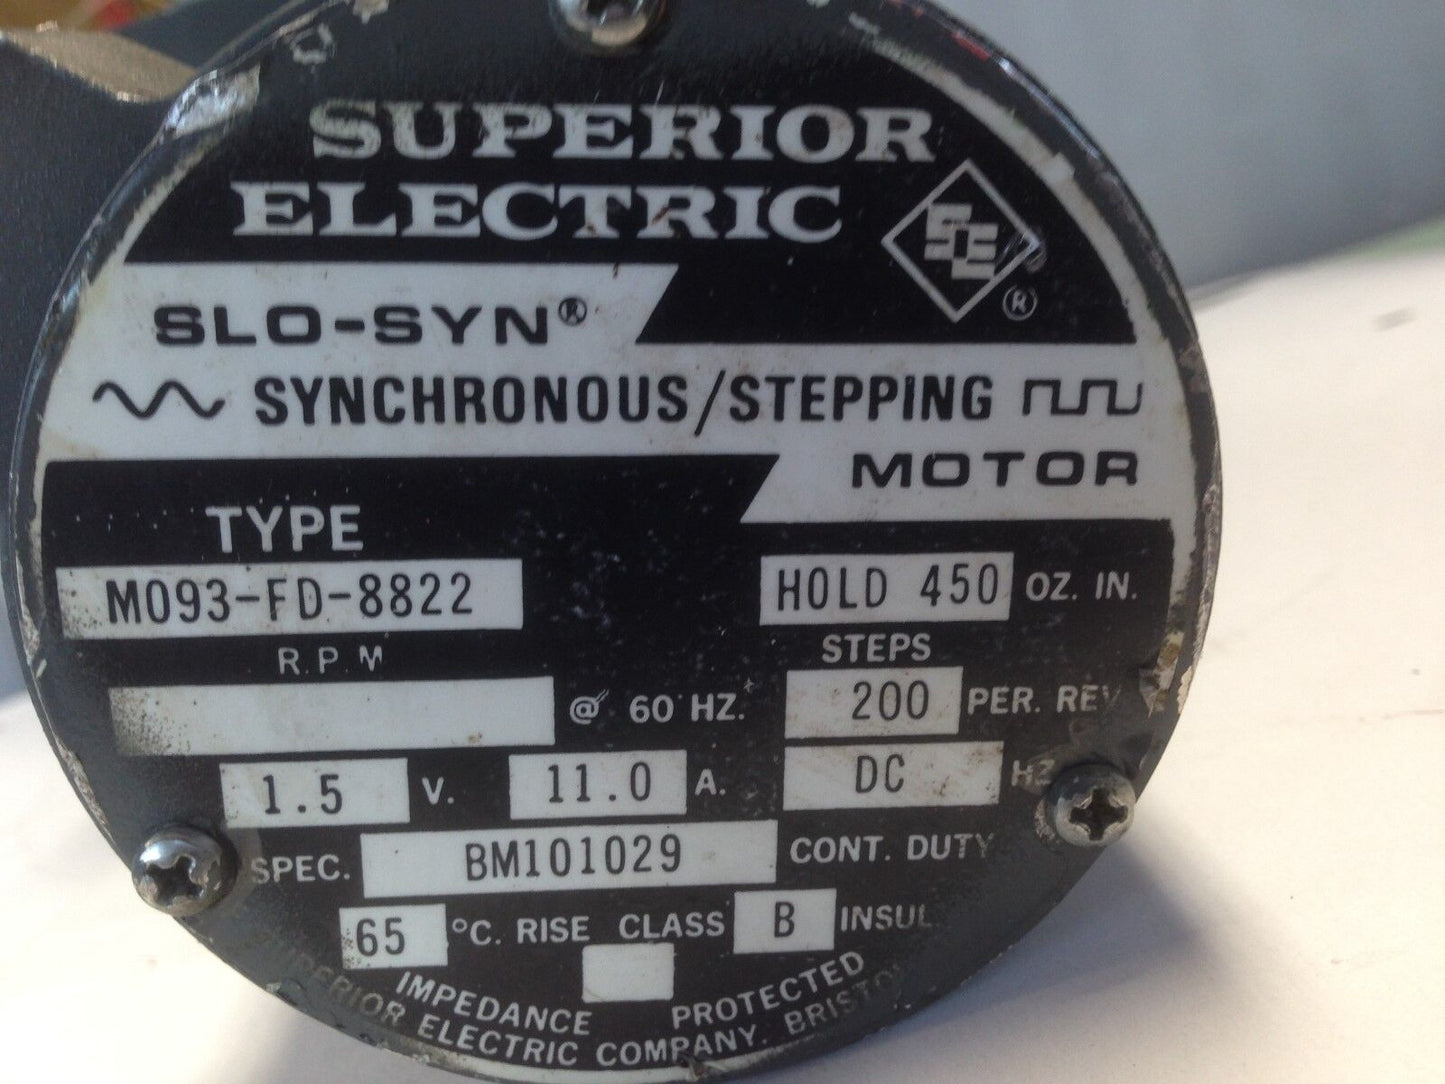 SUPERIOR
ELECTRIC
SE
®
SLO-SYN®
SYNCHRONOUS/STEPPING
MOTOR
TYPE
M093-FD-8822
HOLD 450 OZ. IN.
R.P.M
STEPS
@ 60 HZ.
200 PER. REV
1.5 V. 11.0 A.
DC HZ
SPEC. BM101029 CONT. DUTY
65 °C. RISE CLASS B INSUL
IMPEDANCE PROTECTED
SUPERIOR ELECTRIC COMPANY. BRISTOL